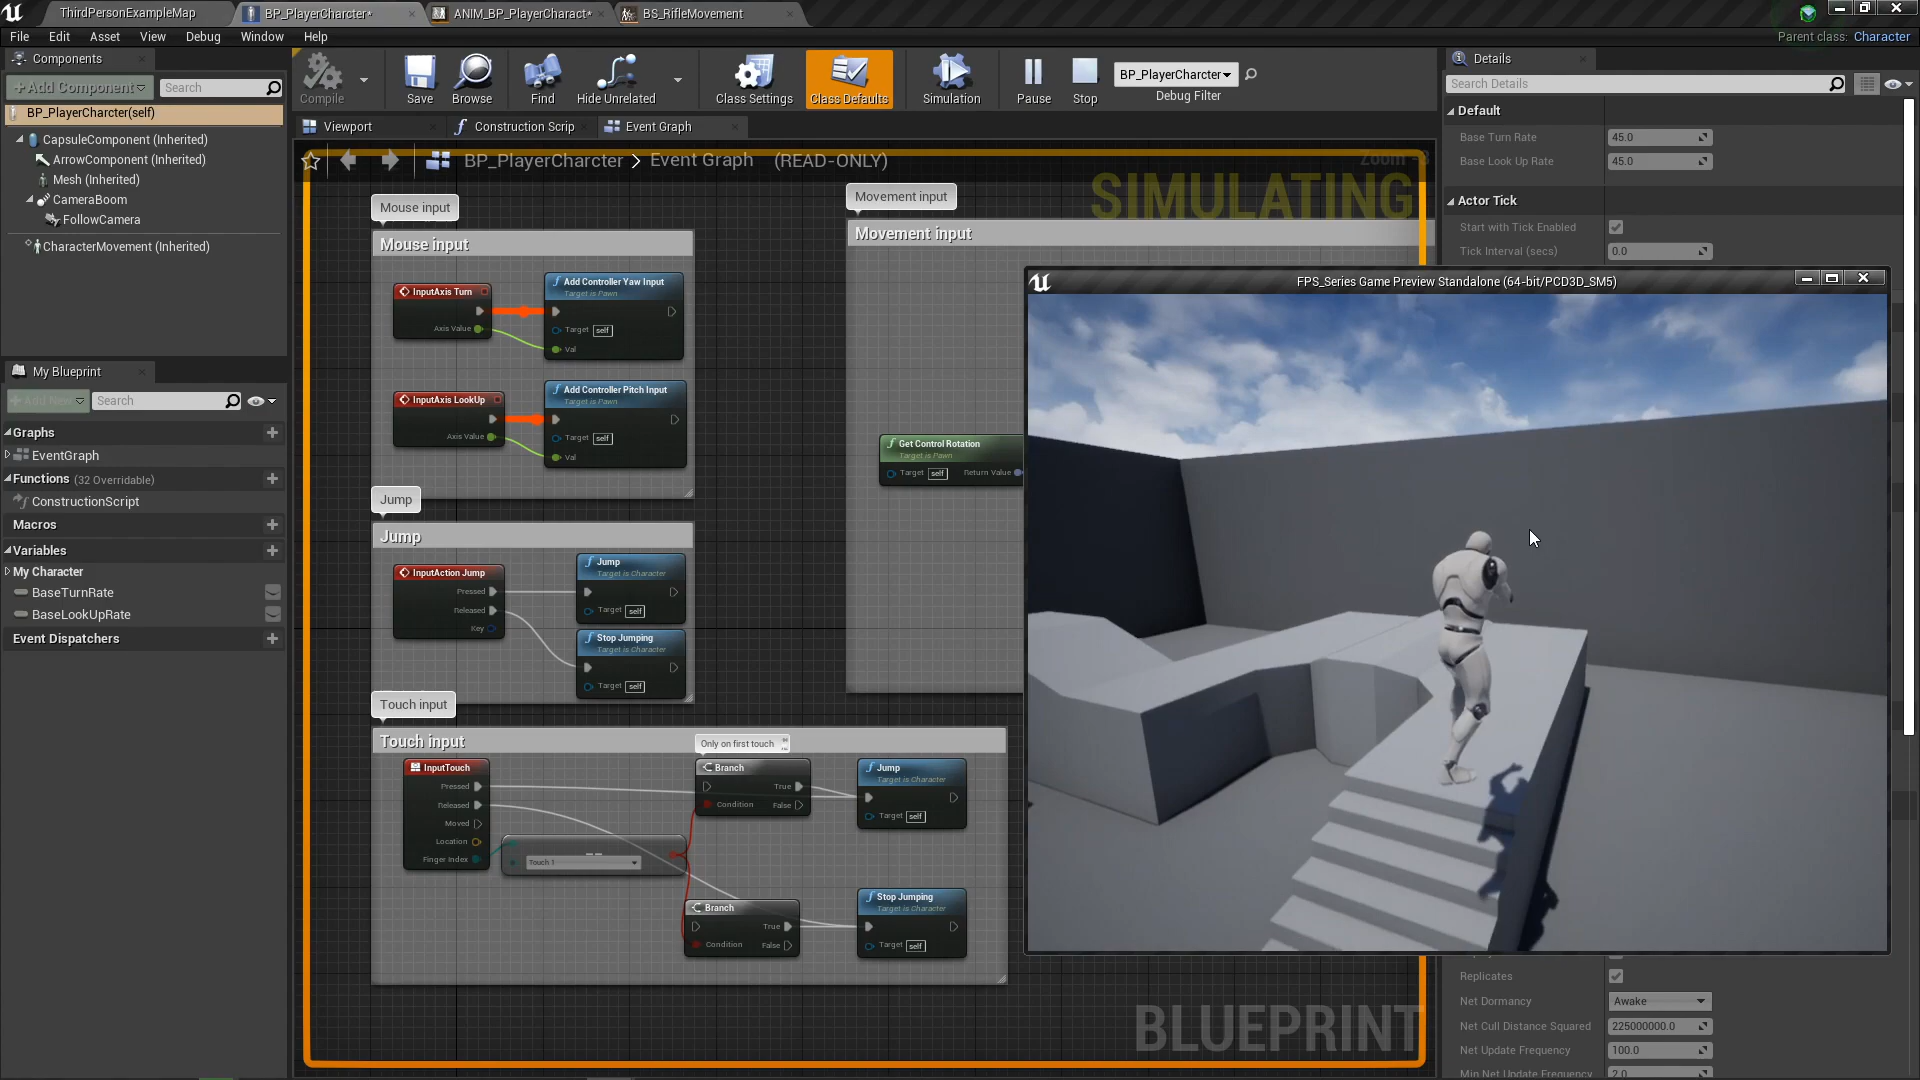 ThirdPersonExampleMap
BP_PlayerCharcter*
ANIM_BP_PlayerCharact*
BS_RifleMovement
File
Edit
Asset
View
Debug
Window
Help
Parent class: Character
Components
+Add Component
Search
BP_PlayerCharcter(self)
CapsuleComponent (Inherited)
ArrowComponent (Inherited)
Mesh (Inherited)
CameraBoom
FollowCamera
CharacterMovement (Inherited)
Compile
Save
Browse
Find
Hide Unrelated
Class Settings
Class Defaults
Simulation
Pause
Stop
BP_PlayerCharcter
Debug Filter
Viewport
Construction Scrip
Event Graph
BP_PlayerCharcter > Event Graph (READ-ONLY)
Zoom -3
SIMULATING
Mouse input
Mouse input
InputAxis Turn
Axis Value
Add Controller Yaw Input
Target is Pawn
Target self
Val
InputAxis LookUp
Axis Value
Add Controller Pitch Input
Target is Pawn
Target self
Val
Jump
Jump
InputAction Jump
Pressed
Released
Key
Jump
Target is Character
Target self
Stop Jumping
Target is Character
Target self
Touch input
Touch input
InputTouch
Pressed
Released
Moved
Location
Finger Index
Touch 1
Only on first touch
Branch
True
Condition False
Branch
True
Condition False
Jump
Target is Character
Target self
Stop Jumping
Target is Character
Target self
Movement input
Movement input
Get Control Rotation
Target is Pawn
Target self Return Value
BLUEPRINT
My Blueprint
+Add New
Search
Graphs
EventGraph
Functions (32 Overridable)
ConstructionScript
Macros
Variables
My Character
BaseTurnRate
BaseLookUpRate
Event Dispatchers
FPS_Series Game Preview Standalone (64-bit/PCD3D_SM5)
Details
Search Details
Default
Base Turn Rate 45.0
Base Look Up Rate 45.0
Actor Tick
Start with Tick Enabled
Tick Interval (secs) 0.0
Replicates
Net Dormancy Awake
Net Cull Distance Squared 225000000.0
Net Update Frequency 100.0
Min Net Update Frequency 2.0